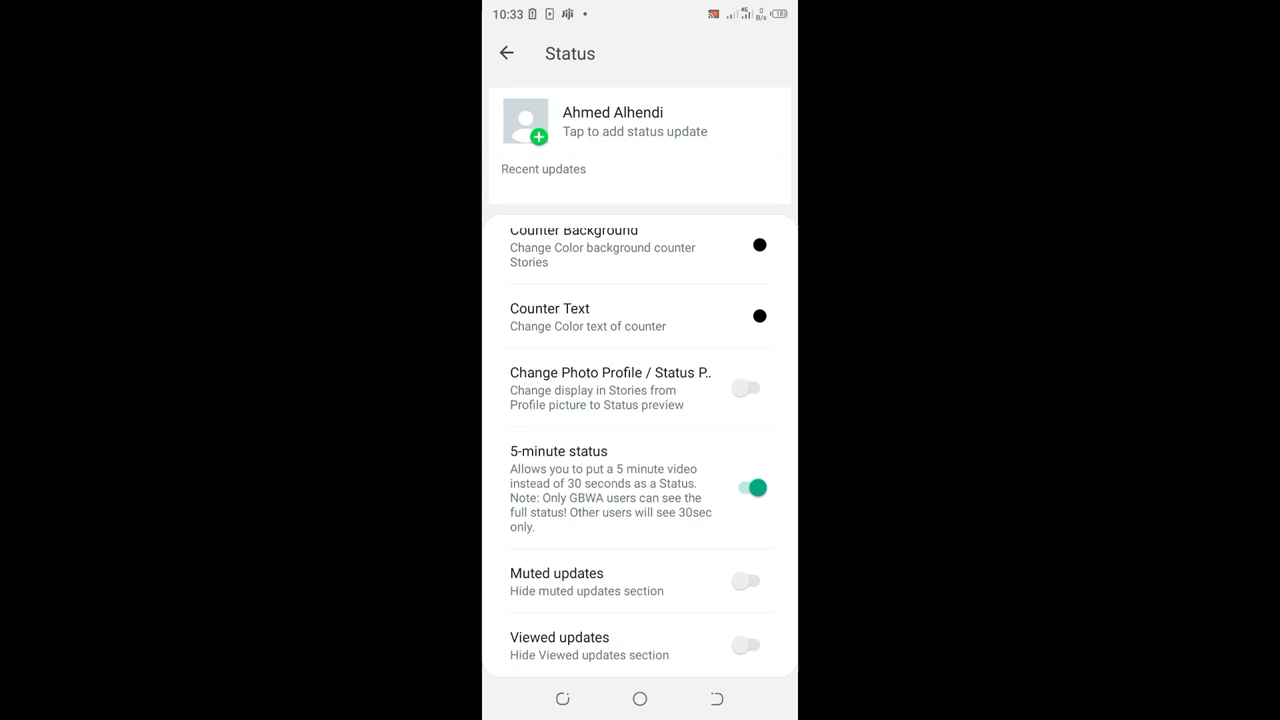 10:33 Jiji
4G 0 B/s 18
Status
Ahmed Alhendi
Tap to add status update
Recent updates
Counter Background
Change Color background counter
Stories
Counter Text
Change Color text of counter
Change Photo Profile / Status P..
Change display in Stories from
Profile picture to Status preview
5-minute status
Allows you to put a 5 minute video
instead of 30 seconds as a Status.
Note: Only GBWA users can see the
full status! Other users will see 30sec
only.
Muted updates
Hide muted updates section
Viewed updates
Hide Viewed updates section